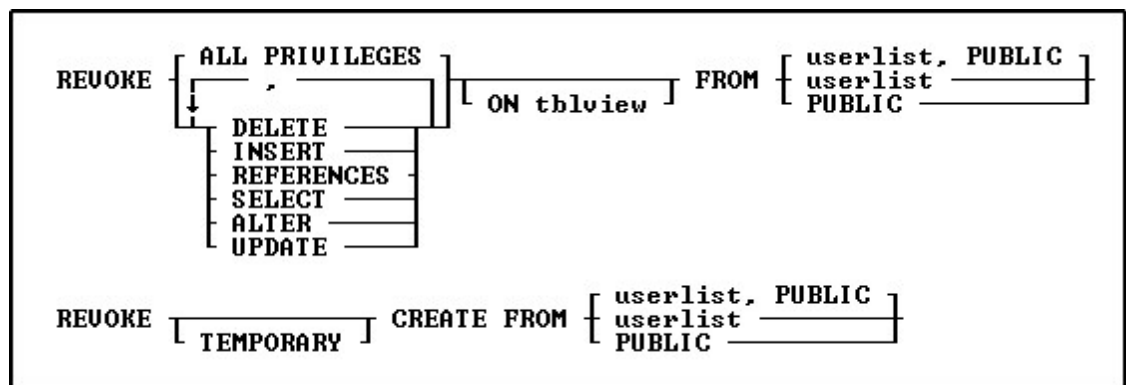 ALL PRIVILEGES
userlist, PUBLIC
REVOKE , FROM userlist
ON tblview PUBLIC
DELETE
INSERT
REFERENCES
SELECT
ALTER
UPDATE
userlist, PUBLIC
REVOKE CREATE FROM userlist
TEMPORARY PUBLIC